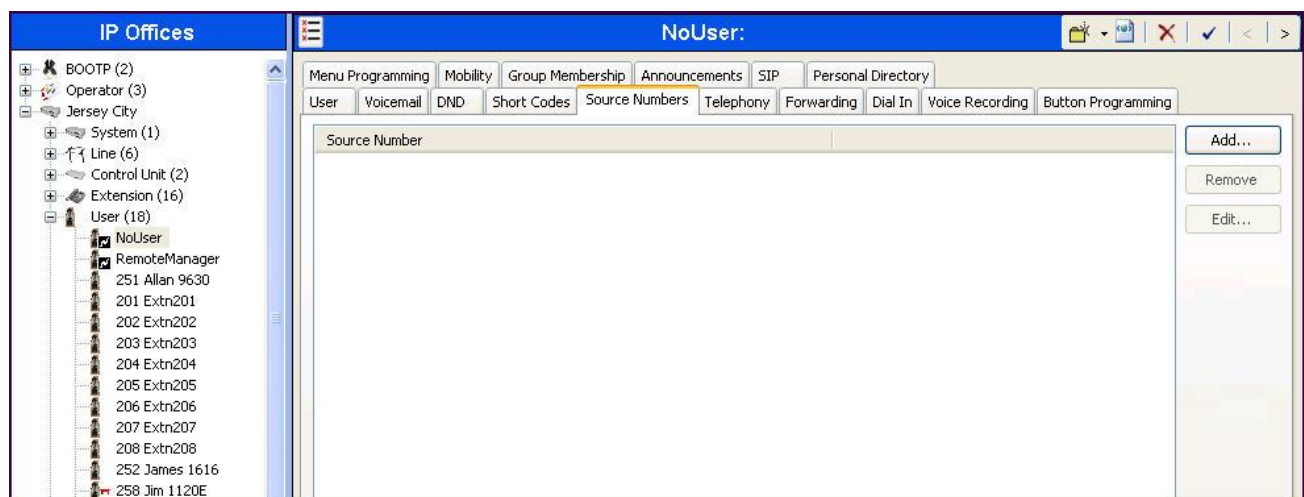 IP Offices
BOOTP (2)
Operator (3)
Jersey City
System (1)
Line (6)
Control Unit (2)
Extension (16)
User (18)
NoUser
RemoteManager
251 Allan 9630
201 Extn201
202 Extn202
203 Extn203
204 Extn204
205 Extn205
206 Extn206
207 Extn207
208 Extn208
252 James 1616
258 Jim 1120E
NoUser:
Menu Programming Mobility Group Membership Announcements SIP Personal Directory
User Voicemail DND Short Codes Source Numbers Telephony Forwarding Dial In Voice Recording Button Programming
Source Number
Add...
Remove
Edit...